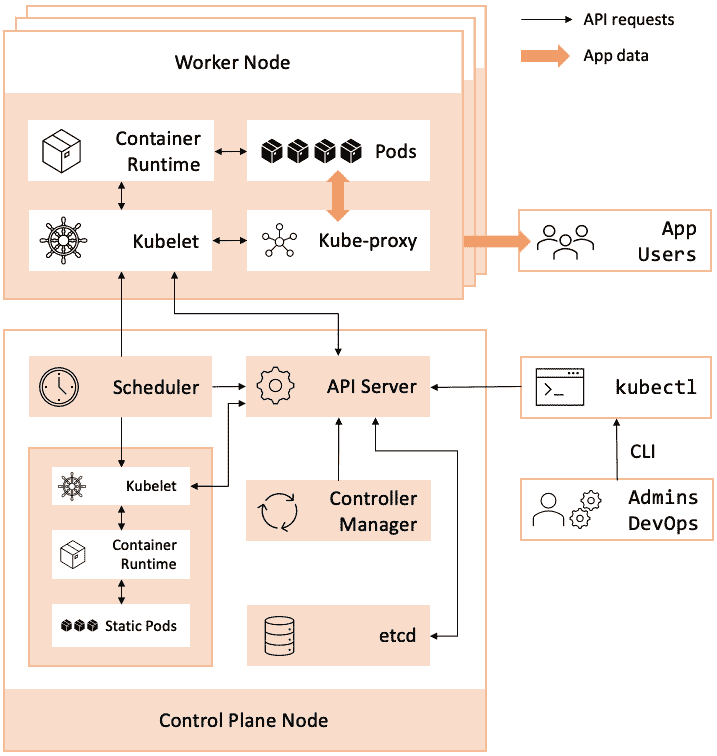 API requests
App data
Worker Node
Container
Runtime
Pods
Kubelet
Kube-proxy
App
Users
Scheduler
API Server
>_
kubectl
CLI
Kubelet
Controller
Manager
Admins
DevOps
Container
Runtime
Static Pods
etcd
Control Plane Node